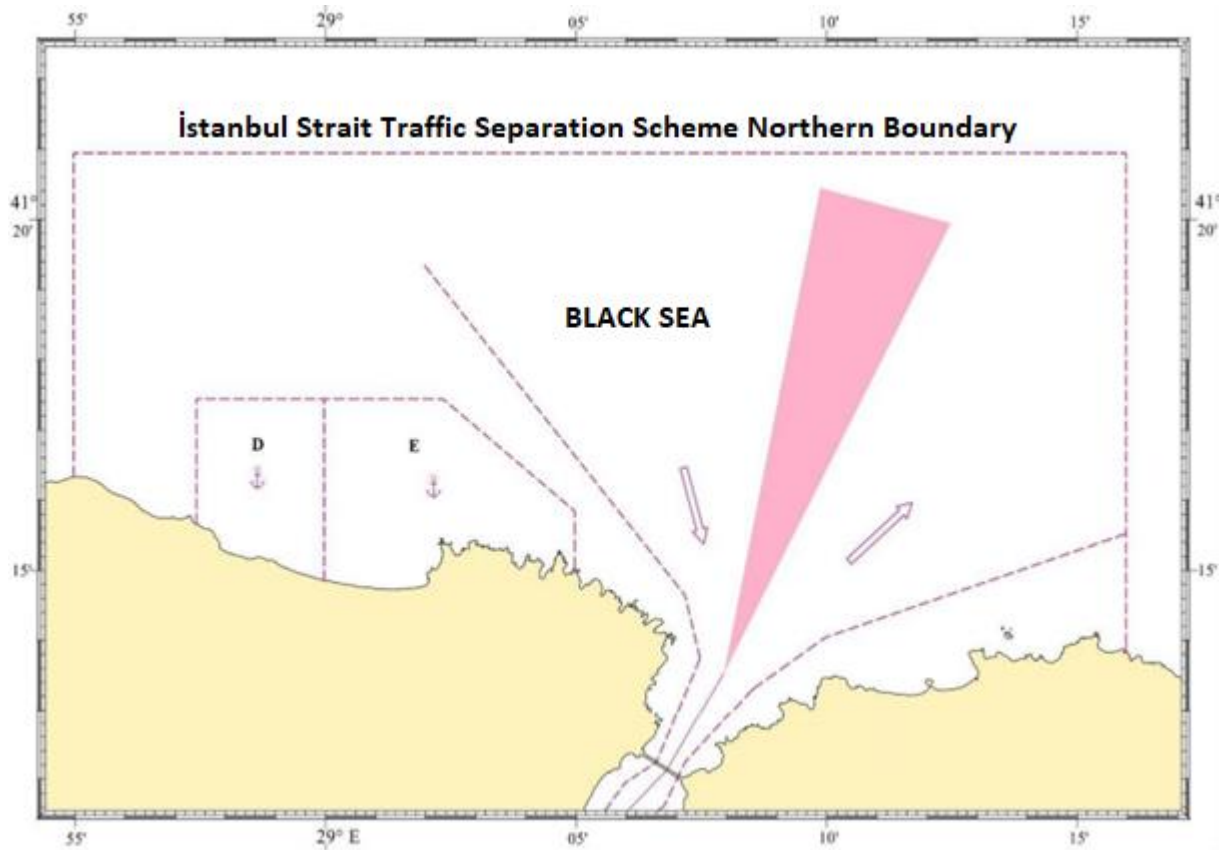 55' 29° 05' 10' 15'
İstanbul Strait Traffic Separation Scheme Northern Boundary
41° 41°
20' 20'
BLACK SEA
D E
15' 15'
55' 29° E 05' 10' 15'